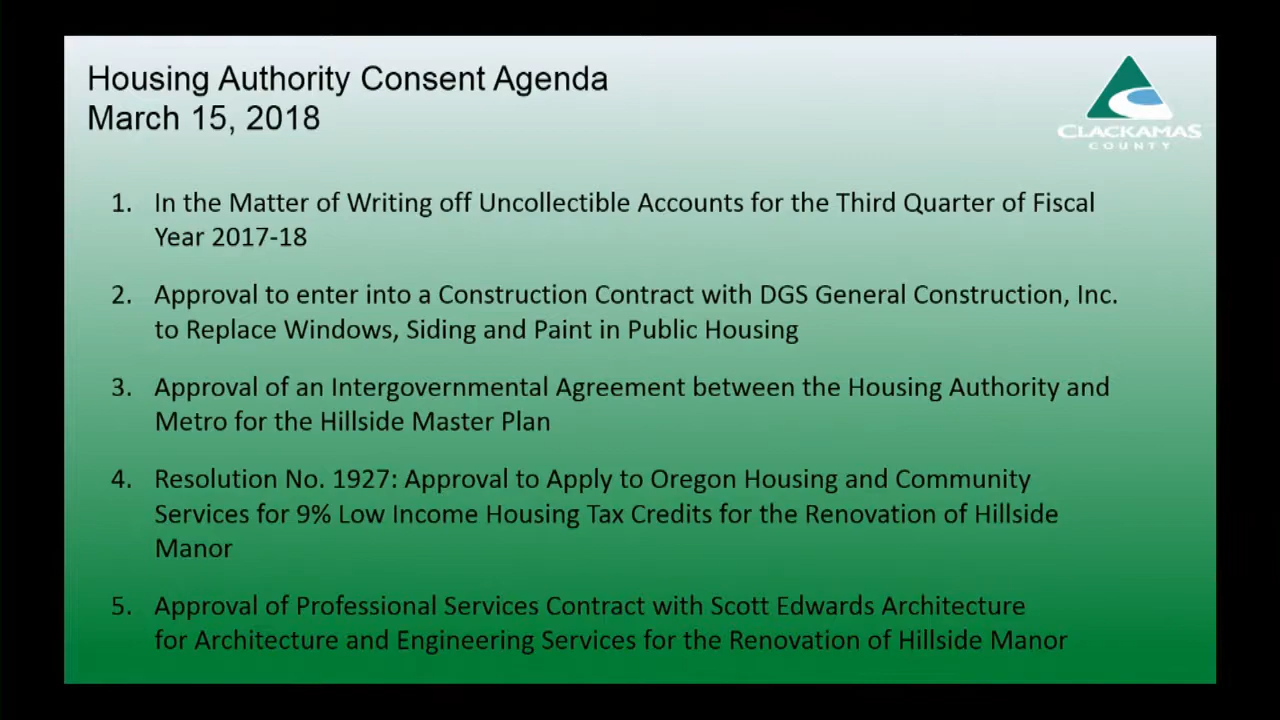 Housing Authority Consent Agenda
March 15, 2018
CLACKAMAS
COUNTY
1. In the Matter of Writing off Uncollectible Accounts for the Third Quarter of Fiscal
Year 2017-18
2. Approval to enter into a Construction Contract with DGS General Construction, Inc.
to Replace Windows, Siding and Paint in Public Housing
3. Approval of an Intergovernmental Agreement between the Housing Authority and
Metro for the Hillside Master Plan
4. Resolution No. 1927: Approval to Apply to Oregon Housing and Community
Services for 9% Low Income Housing Tax Credits for the Renovation of Hillside
Manor
5. Approval of Professional Services Contract with Scott Edwards Architecture
for Architecture and Engineering Services for the Renovation of Hillside Manor